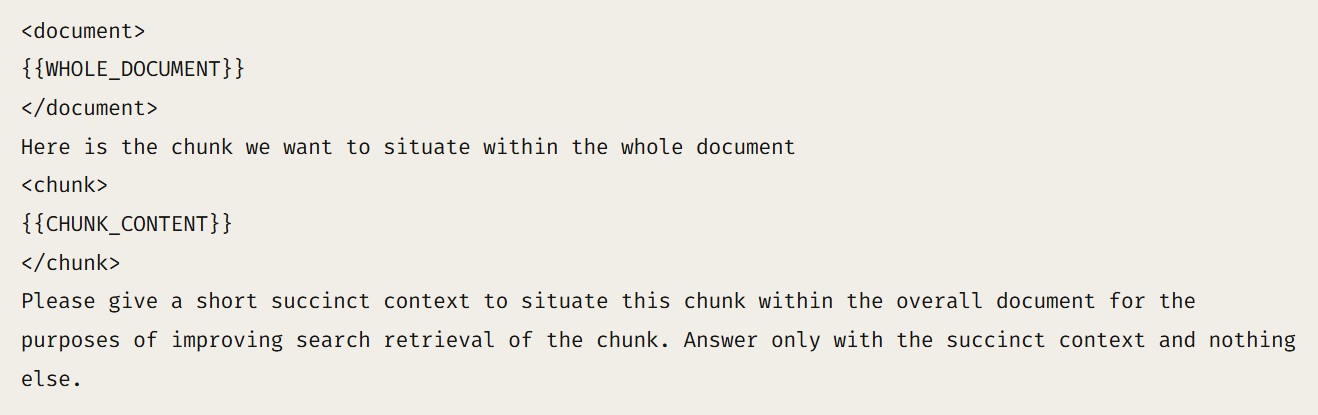 <document>
{{WHOLE_DOCUMENT}}
</document>
Here is the chunk we want to situate within the whole document
<chunk>
{{CHUNK_CONTENT}}
</chunk>
Please give a short succinct context to situate this chunk within the overall document for the
purposes of improving search retrieval of the chunk. Answer only with the succinct context and nothing
else.